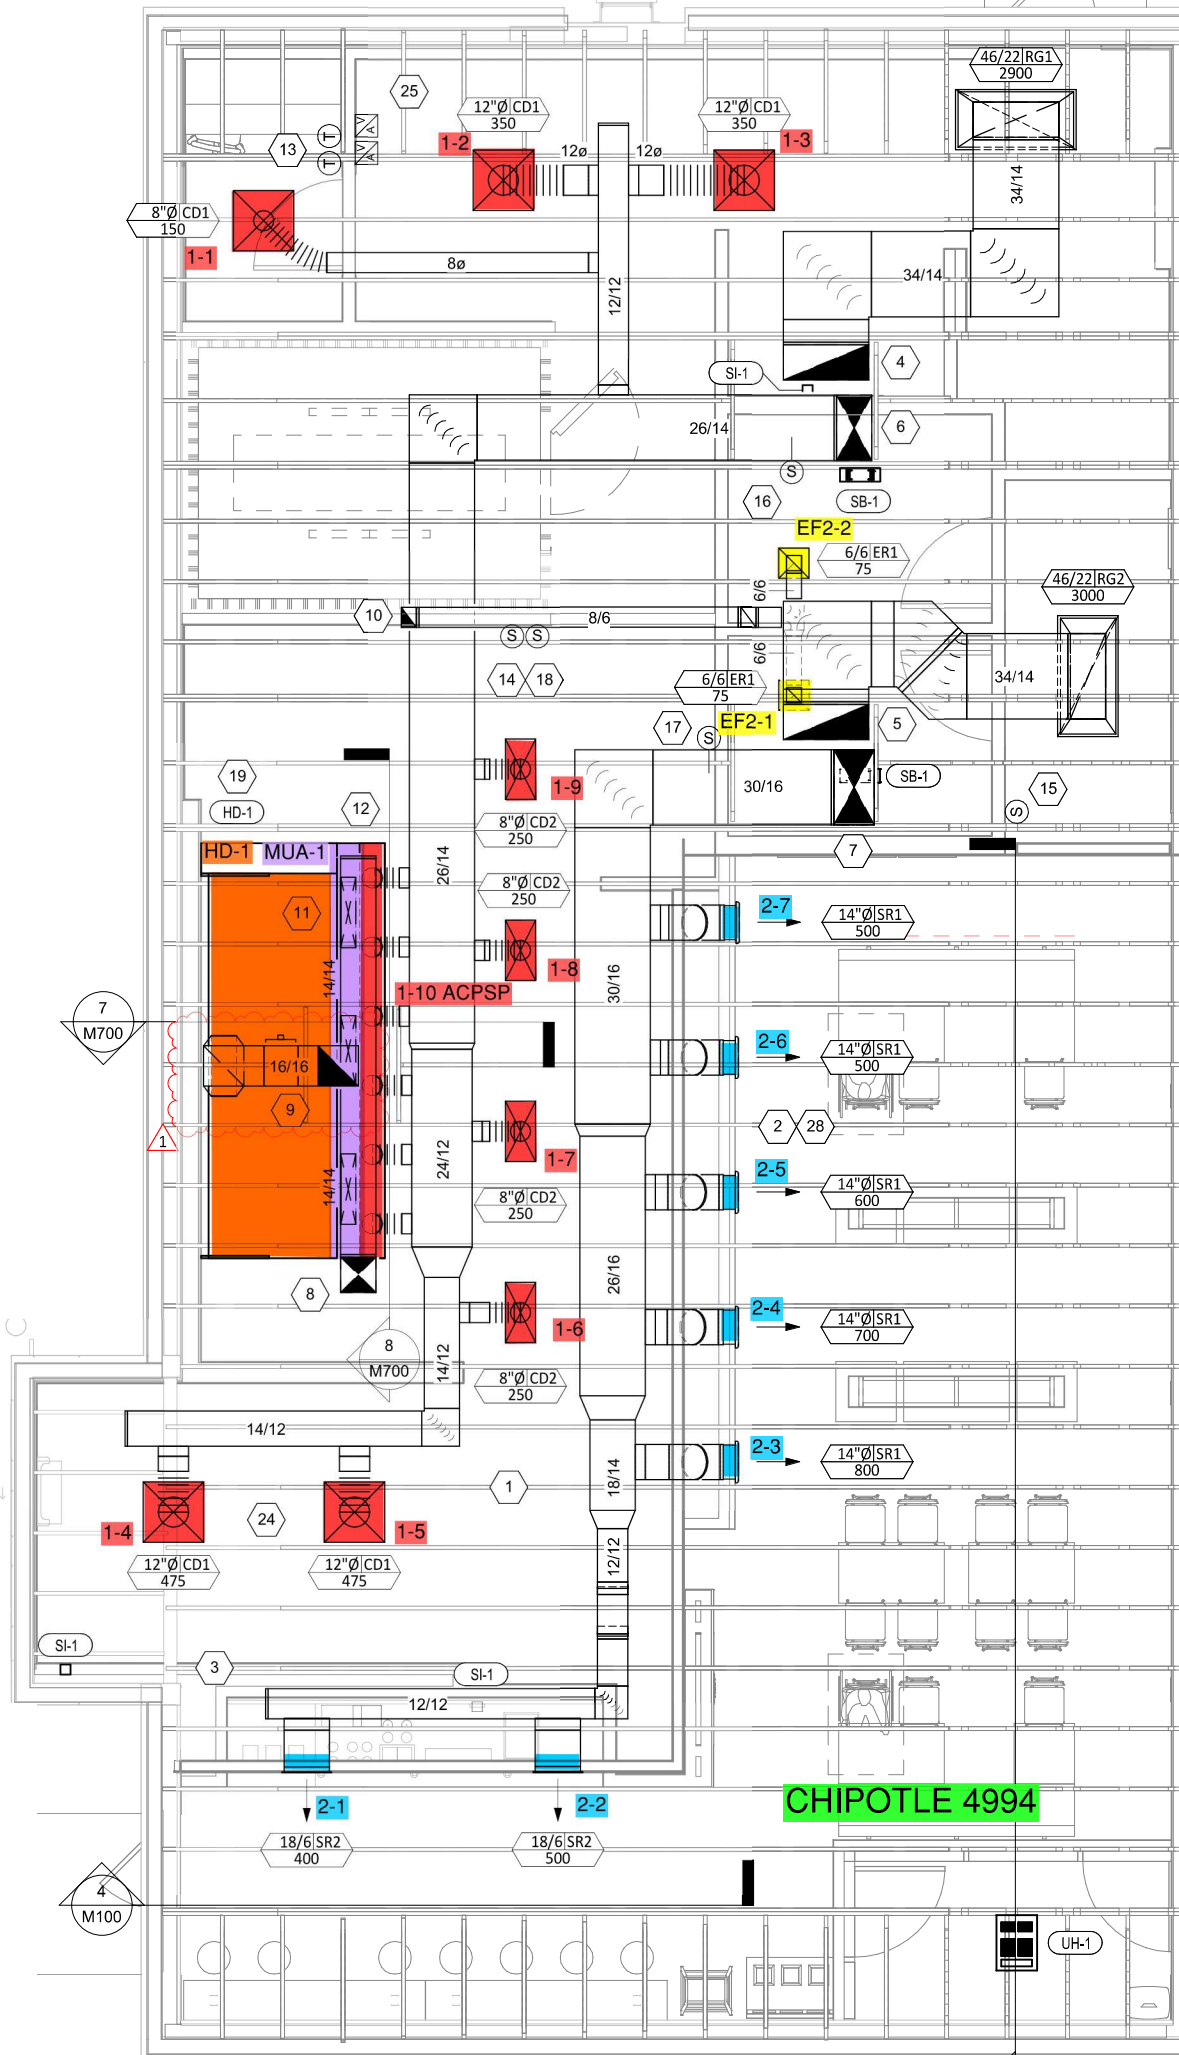 46/22 RG1
2900
25
12"Ø CD1
350
12"Ø CD1
350
1-2
1-3
12ø
12ø
13
T
T
V
A
V
A
34/14
8"Ø CD1
150
1-1
8ø
12/12
34/14
SI-1
4
26/14
6
S
16
SB-1
EF2-2
6/6 ER1
75
46/22 RG2
3000
6/6
10
8/6
S
S
6/6
14
18
6/6 ER1
75
34/14
EF2-1
17
S
5
19
HD-1
12
1-9
30/16
SB-1
15
S
8"Ø CD2
250
7
HD-1
MUA-1
26/14
8"Ø CD2
250
11
2-7
14"Ø SR1
500
14/14
1-8
1-10 ACPSP
30/16
7
M700
2-6
14"Ø SR1
500
16/16
9
1
2
28
24/12
1-7
14/14
8"Ø CD2
250
2-5
14"Ø SR1
600
8
26/16
2-4
14"Ø SR1
700
1-6
8
M700
14/12
8"Ø CD2
250
14/12
2-3
14"Ø SR1
800
18/14
1
24
1-4
1-5
12"Ø CD1
475
12"Ø CD1
475
12/12
SI-1
3
SI-1
12/12
2-1
2-2
CHIPOTLE 4994
18/6 SR2
400
18/6 SR2
500
4
M100
UH-1